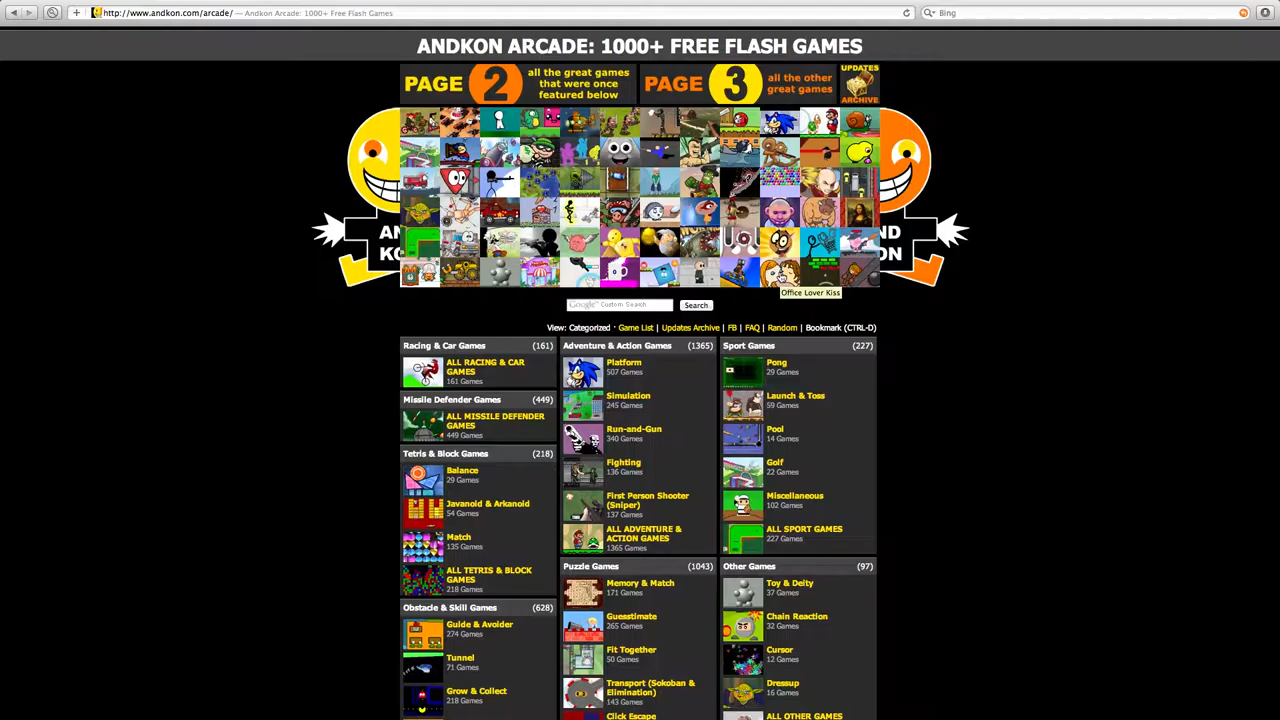 http://www.andkon.com/arcade/ — Andkon Arcade: 1000+ Free Flash Games
Bing
ANDKON ARCADE: 1000+ FREE FLASH GAMES
PAGE 2
all the great games
that were once
featured below
PAGE 3
all the other
great games
UPDATES
ARCHIVE
AN
KON
ND
ON
Office Lover Kiss
Google™ Custom Search
Search
View: Categorized · Game List | Updates Archive | FB | FAQ | Random | Bookmark (CTRL-D)
Racing & Car Games (161)
ALL RACING & CAR
GAMES
161 Games
Missile Defender Games (449)
ALL MISSILE DEFENDER
GAMES
449 Games
Tetris & Block Games (218)
Balance
29 Games
Javanoid & Arkanoid
54 Games
Match
135 Games
ALL TETRIS & BLOCK
GAMES
218 Games
Obstacle & Skill Games (628)
Guide & Avoider
274 Games
Tunnel
71 Games
Grow & Collect
218 Games
Adventure & Action Games (1365)
Platform
507 Games
Simulation
245 Games
Run-and-Gun
340 Games
Fighting
136 Games
First Person Shooter
(Sniper)
137 Games
ALL ADVENTURE &
ACTION GAMES
1365 Games
Puzzle Games (1043)
Memory & Match
171 Games
Guesstimate
265 Games
Fit Together
50 Games
Transport (Sokoban &
Elimination)
143 Games
Click Escape
Sport Games (227)
Pong
29 Games
Launch & Toss
59 Games
Pool
14 Games
Golf
22 Games
Miscellaneous
102 Games
ALL SPORT GAMES
227 Games
Other Games (97)
Toy & Deity
37 Games
Chain Reaction
32 Games
Cursor
12 Games
Dressup
16 Games
ALL OTHER GAMES